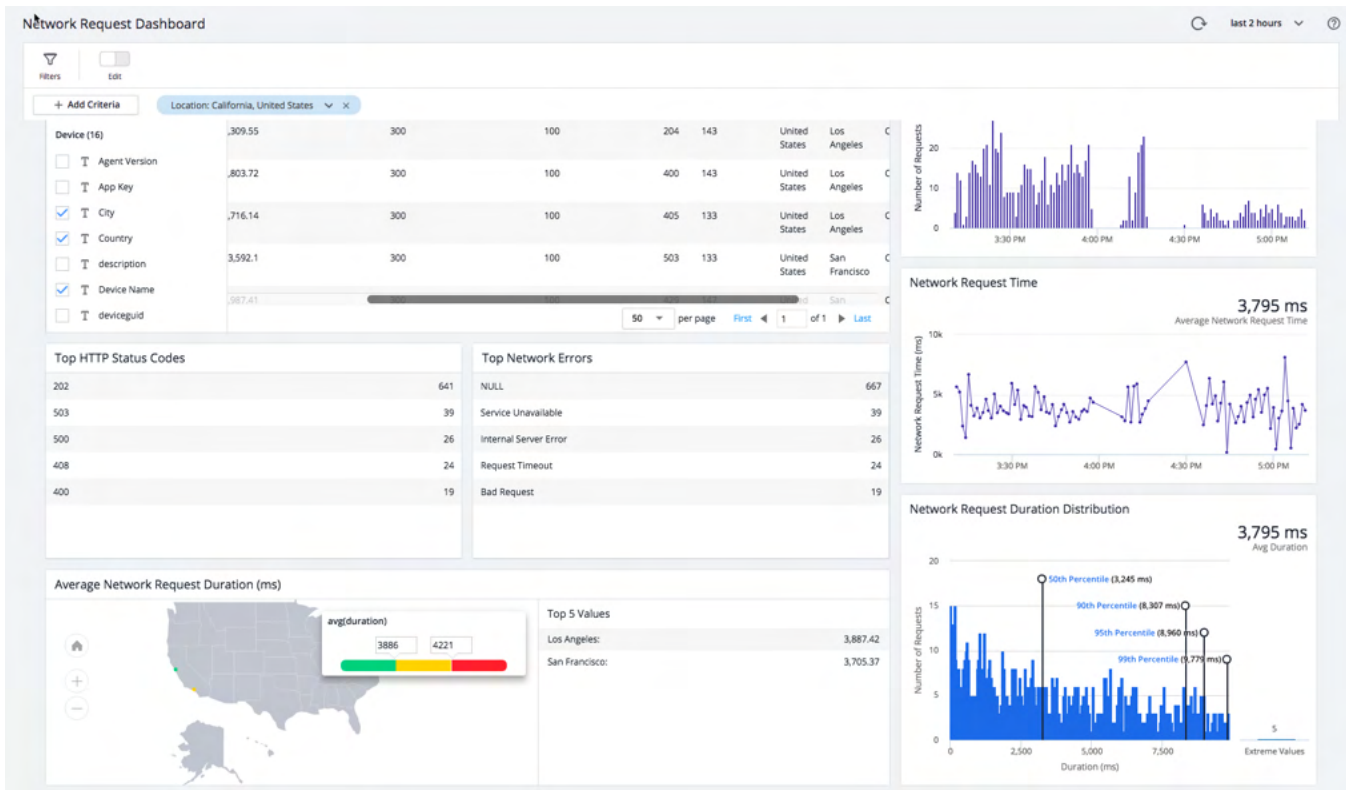 Network Request Dashboard
last 2 hours
Filters
Edit
+ Add Criteria
Location: California, United States
Device (16)
T Agent Version
T App Key
T City
T Country
T description
T Device Name
T deviceguid
,309.55 300 100 204 143 United States Los Angeles C
,803.72 300 100 400 143 United States Los Angeles C
,716.14 300 100 405 133 United States Los Angeles C
3,592.1 300 100 503 133 United States San Francisco C
,987.41 San C
50 per page First 1 of 1 Last
Number of Requests
20
10
0
3:30 PM 4:00 PM 4:30 PM 5:00 PM
Network Request Time
3,795 ms
Average Network Request Time
Network Request Time (ms)
10k
5k
0k
3:30 PM 4:00 PM 4:30 PM 5:00 PM
Top HTTP Status Codes
202 641
503 39
500 26
408 24
400 19
Top Network Errors
NULL 667
Service Unavailable 39
Internal Server Error 26
Request Timeout 24
Bad Request 19
Network Request Duration Distribution
3,795 ms
Avg Duration
Number of Requests
20
15
10
5
0
50th Percentile (3,245 ms)
90th Percentile (8,307 ms)
95th Percentile (8,960 ms)
99th Percentile (9,779 ms)
0 2,500 5,000 7,500
Duration (ms)
5
Extreme Values
Average Network Request Duration (ms)
avg(duration)
3886 4221
Top 5 Values
Los Angeles: 3,887.42
San Francisco: 3,705.37